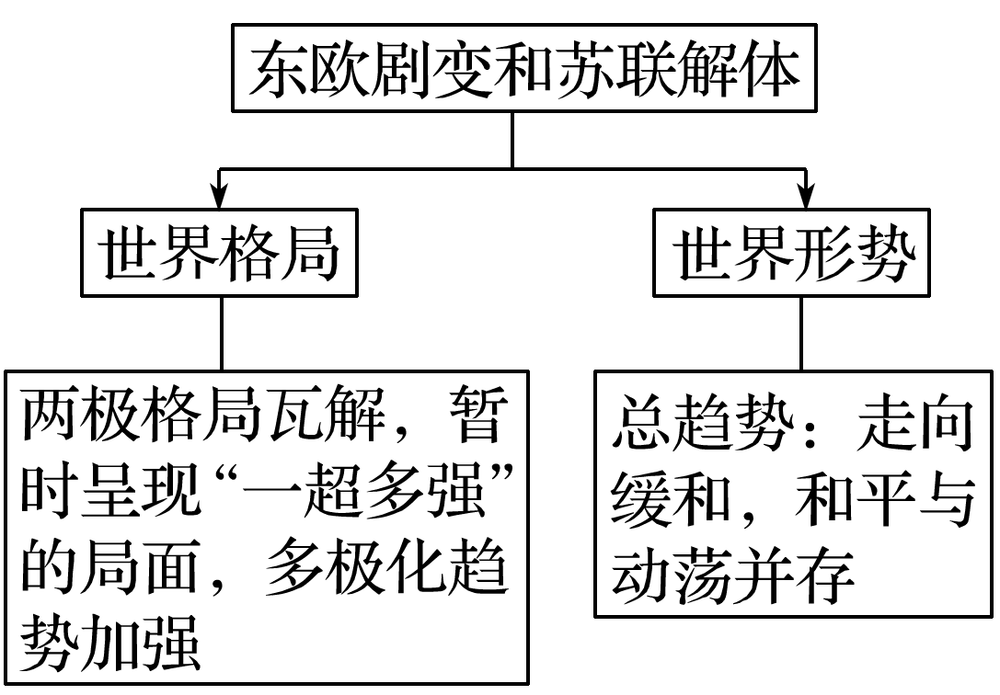 东欧剧变和苏联解体
世界格局
世界形势
两极格局瓦解，暂
时呈现“一超多强”
的局面，多极化趋
势加强
总趋势：走向
缓和，和平与
动荡并存